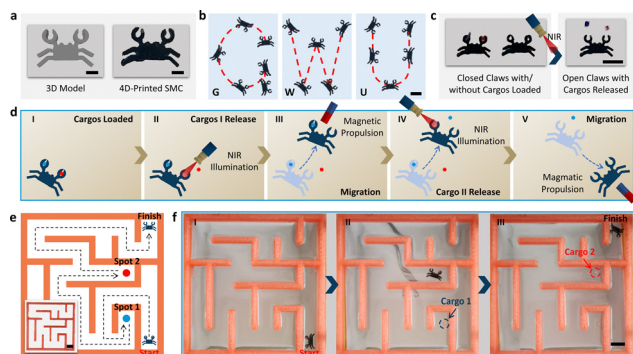 a
3D Model
4D-Printed SMC
b
G
W
U
c
NIR
Closed Claws with/
without Cargos Loaded
Open Claws with
Cargos Released
d
I
Cargos Loaded
II
Cargos I Release
NIR
Illumination
III
Magnetic
Propulsion
Migration
IV
NIR
Illumination
Cargo II Release
V
Migration
Magmatic
Propulsion
e
Finish
Spot 2
Spot 1
Start
f
I
Start
II
Cargo 1
III
Finish
Cargo 2